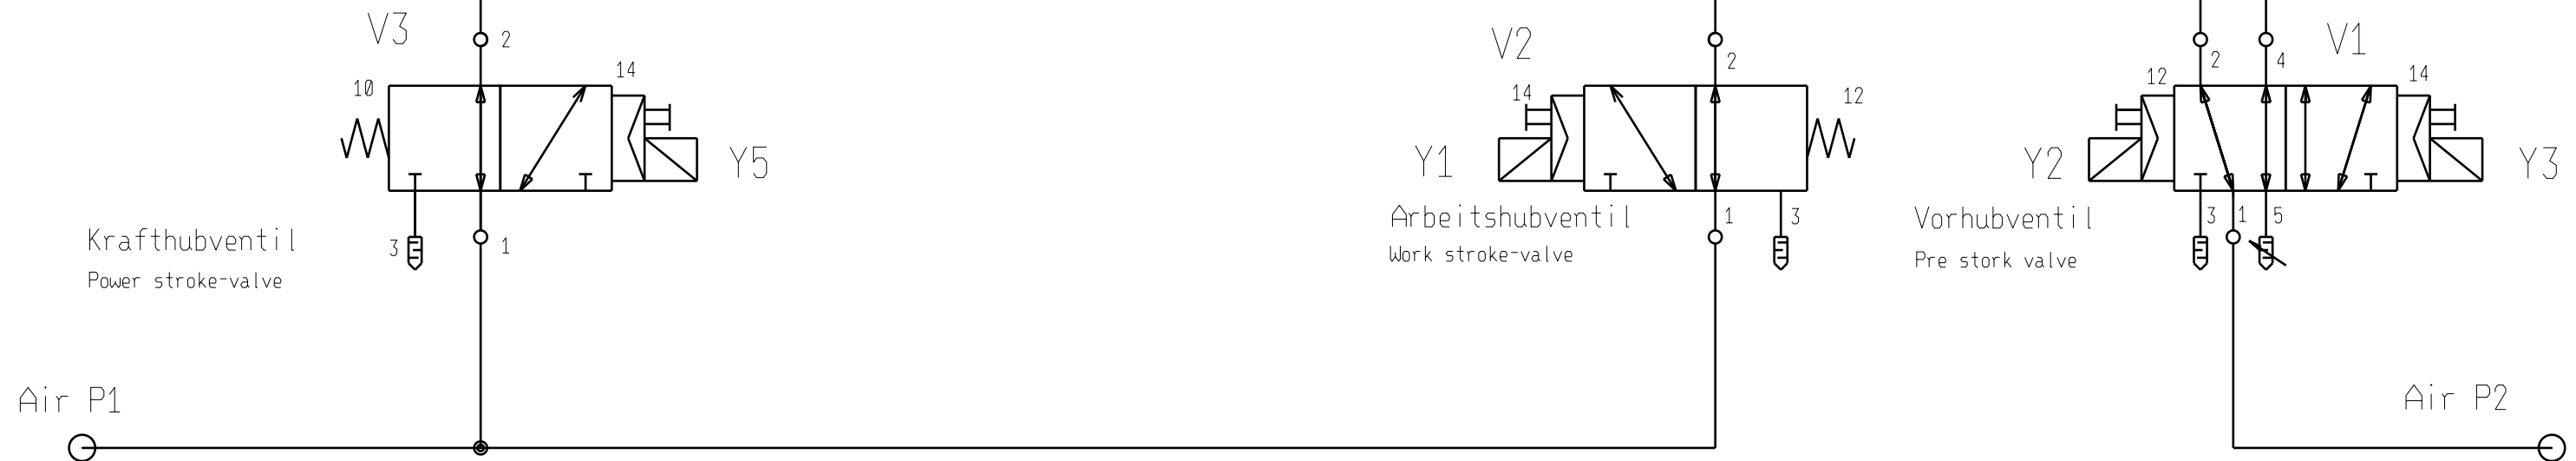 V3
2
10
14
Y5
Krafthubventil
Power stroke-valve
3
1
Air P1
V2
2
14
12
Y1
Arbeitshubventil
Work stroke-valve
1
3
V1
2
4
12
14
Y2
Y3
Vorhubventil
Pre stork valve
3
1
5
Air P2